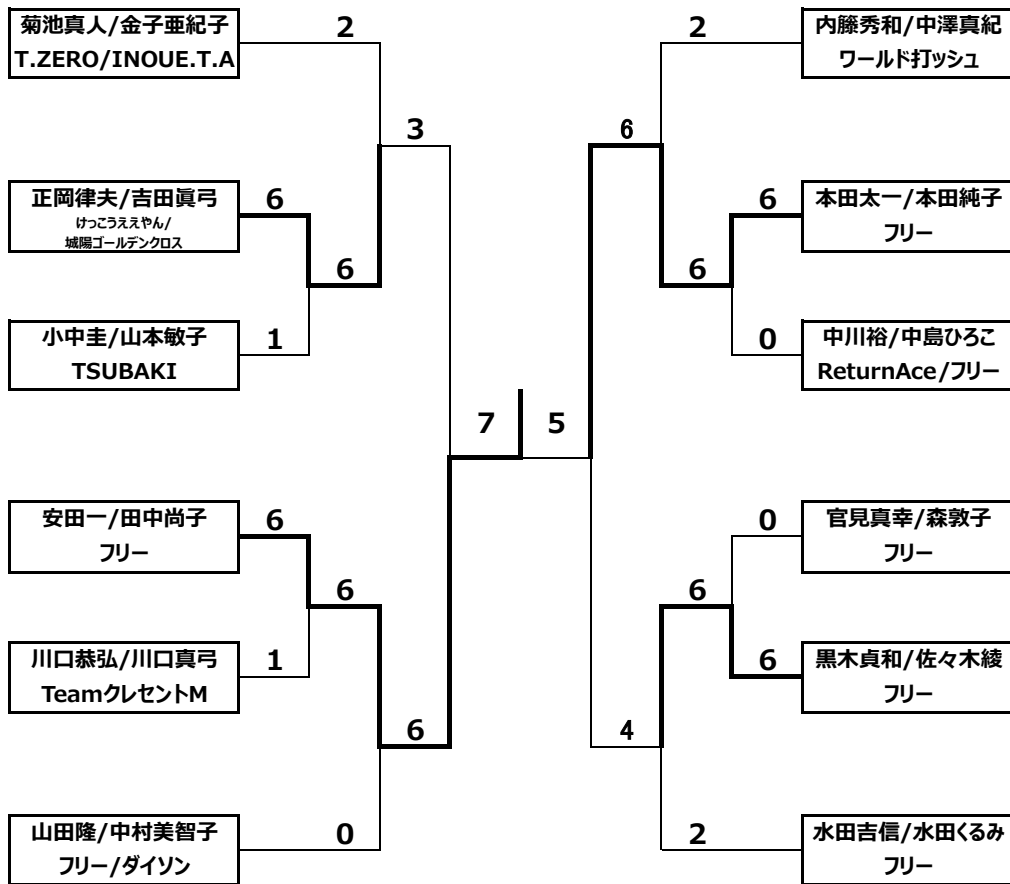 菊池真人/金子亜紀子
T.ZERO/INOUE.T.A
2
2
内藤秀和/中澤真紀
ワールド打ッシュ
3
6
正岡律夫/吉田眞弓
けっこうええやん/
城陽ゴールデンクロス
6
6
本田太一/本田純子
フリー
6
6
小中圭/山本敏子
TSUBAKI
1
0
中川裕/中島ひろこ
ReturnAce/フリー
7
5
安田一/田中尚子
フリー
6
0
官見真幸/森敦子
フリー
6
6
川口恭弘/川口真弓
TeamクレセントM
1
6
黒木貞和/佐々木綾
フリー
6
4
山田隆/中村美智子
フリー/ダイソン
0
2
水田吉信/水田くるみ
フリー